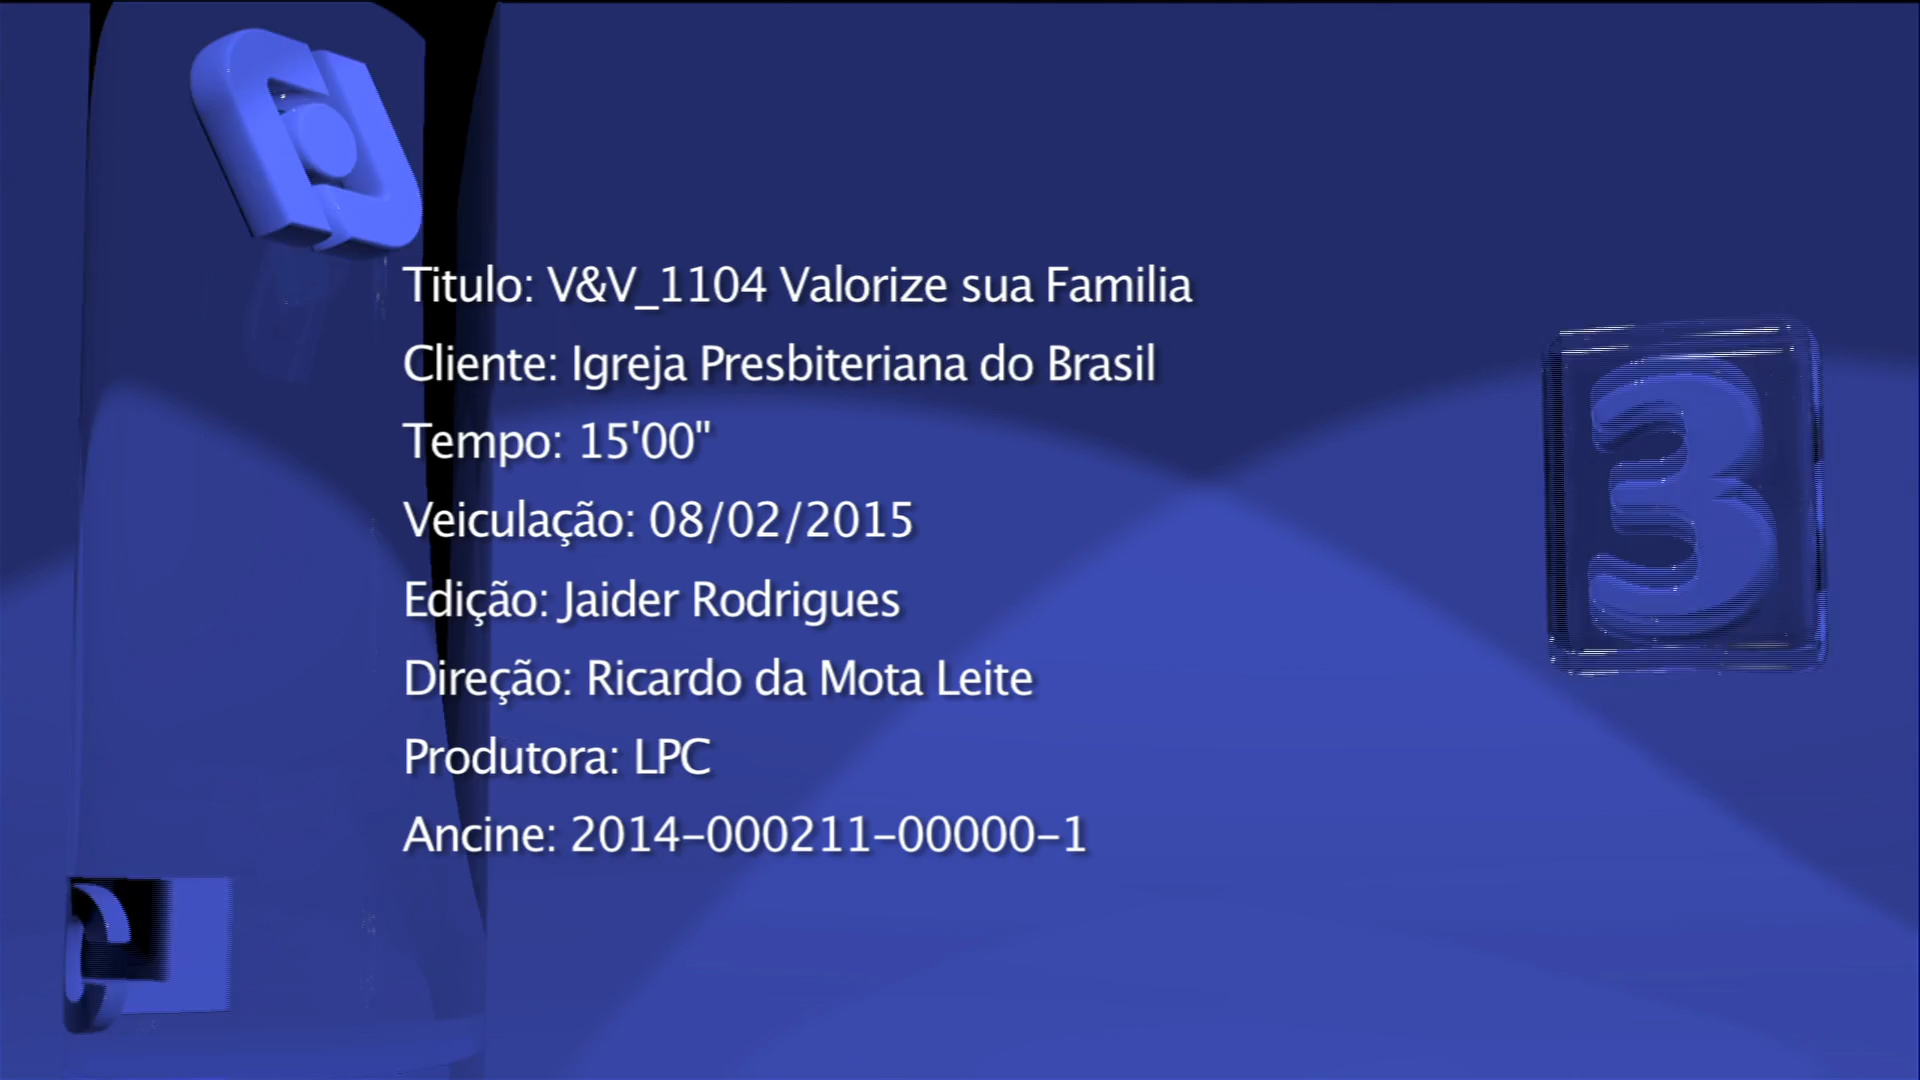 Titulo: V&V_1104 Valorize sua Familia
Cliente: Igreja Presbiteriana do Brasil
Tempo: 15'00"
Veiculação: 08/02/2015
Edição: Jaider Rodrigues
Direção: Ricardo da Mota Leite
Produtora: LPC
Ancine: 2014-000211-00000-1
3